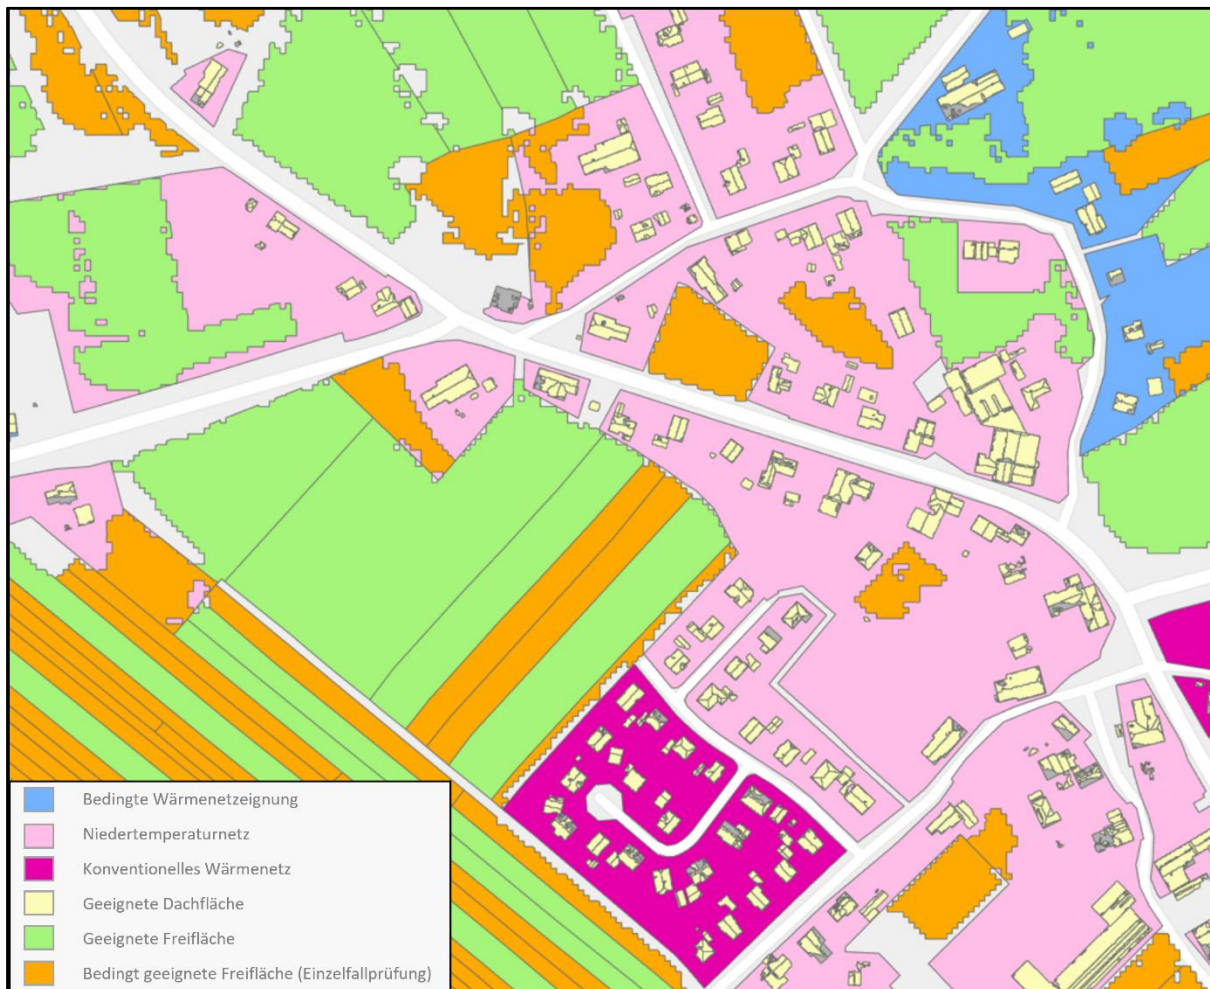 Bedingte Wärmenetzeignung
Niedertemperaturnetz
Konventionelles Wärmenetz
Geeignete Dachfläche
Geeignete Freifläche
Bedingt geeignete Freifläche (Einzelfallprüfung)